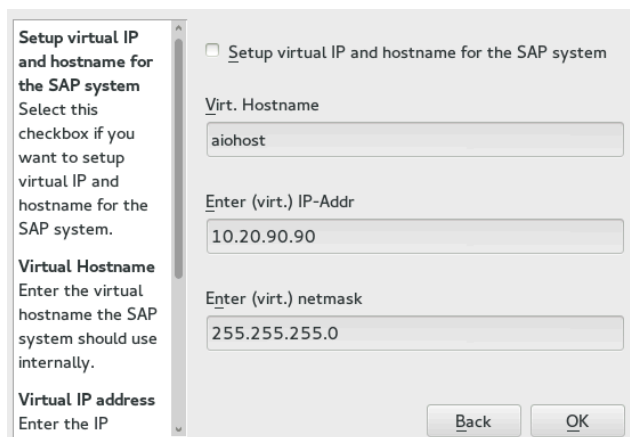 Setup virtual IP
and hostname for
the SAP system
Select this
checkbox if you
want to setup
virtual IP and
hostname for the
SAP system.
Virtual Hostname
Enter the virtual
hostname the SAP
system should use
internally.
Virtual IP address
Enter the IP
Setup virtual IP and hostname for the SAP system
Virt. Hostname
aiohost
Enter (virt.) IP-Addr
10.20.90.90
Enter (virt.) netmask
255.255.255.0
Back OK